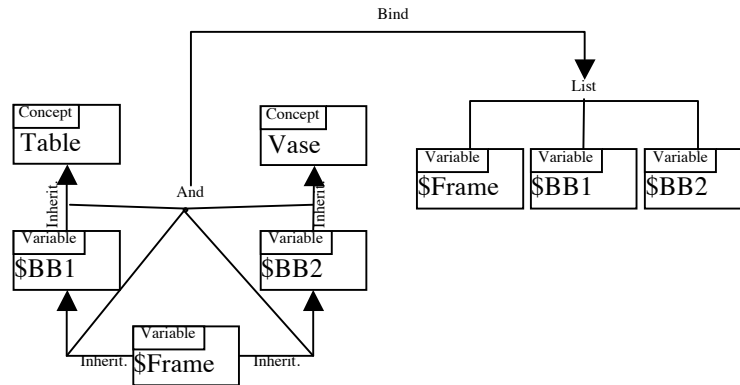 Bind
List
Concept
Table
Concept
Vase
Variable
$Frame
Variable
$BB1
Variable
$BB2
And
Inherit.
Inherit.
Variable
$BB1
Variable
$BB2
Inherit.
Variable
$Frame
Inherit.